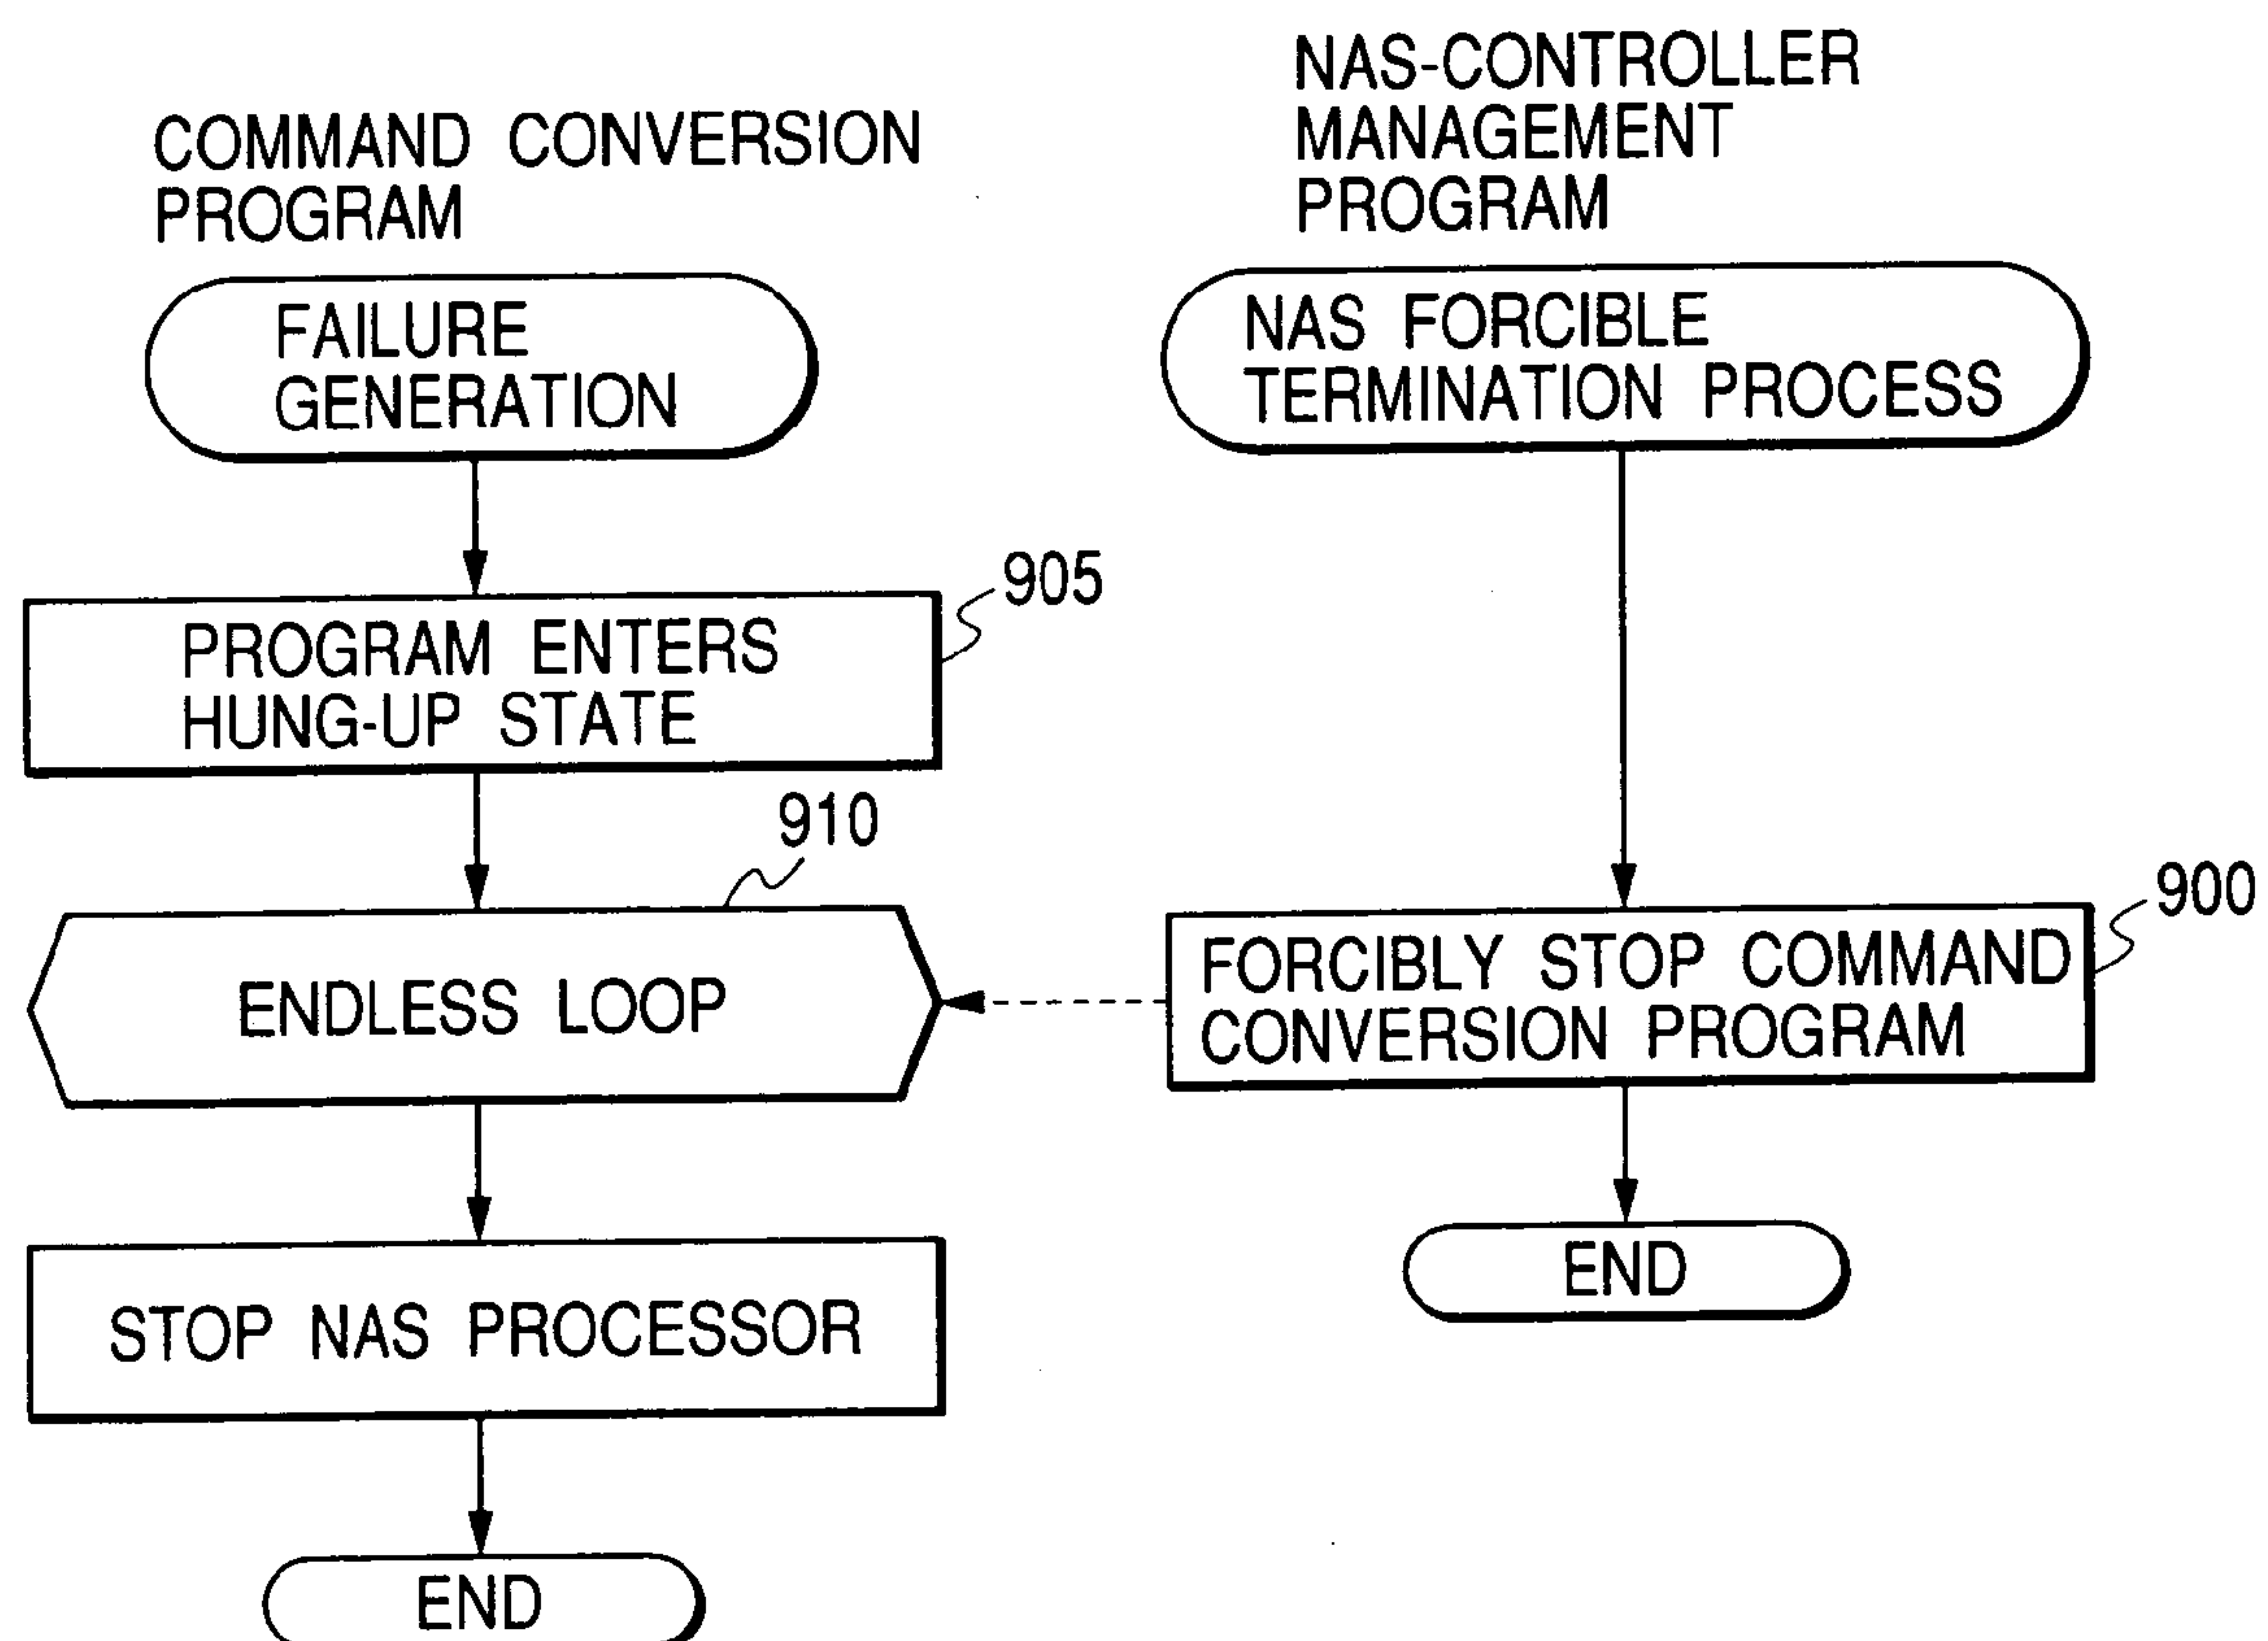 COMMAND CONVERSION
PROGRAM
FAILURE
GENERATION
905
PROGRAM ENTERS
HUNG-UP STATE
910
ENDLESS LOOP
STOP NAS PROCESSOR
END
NAS-CONTROLLER
MANAGEMENT
PROGRAM
NAS FORCIBLE
TERMINATION PROCESS
900
FORCIBLY STOP COMMAND
CONVERSION PROGRAM
END